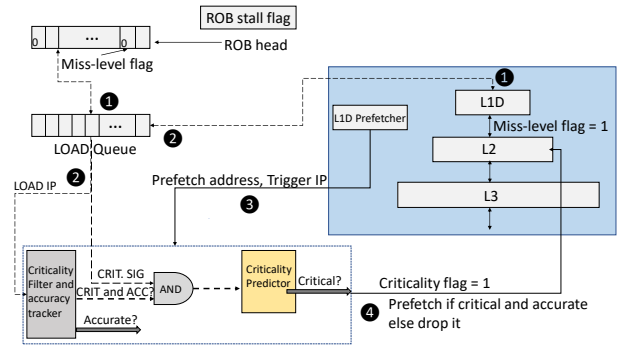 ROB stall flag
0
...
0
ROB head
Miss-level flag
1
1
L1D
...
2
L1D Prefetcher
LOAD Queue
Miss-level flag = 1
L2
2
LOAD IP
Prefetch address, Trigger IP
3
L3
Criticality
Filter and
accuracy
tracker
CRIT. SIG
CRIT and ACC?
AND
Accurate?
Criticality
Predictor
Critical?
Criticality flag = 1
4
Prefetch if critical and accurate
else drop it